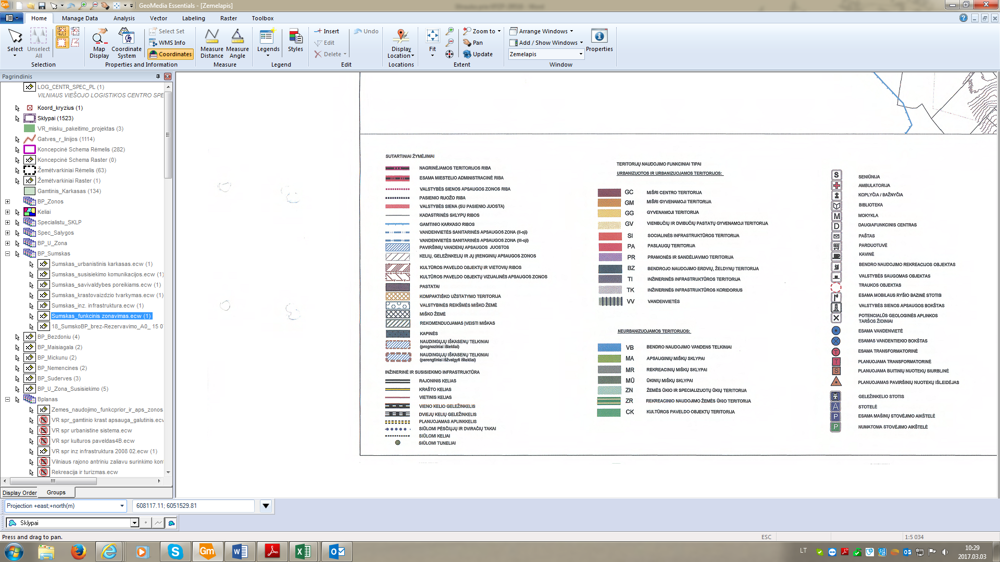 GeoMedia Essentials - [Zemelapis]
Home Manage Data Analysis Vector Labeling Raster Toolbox
Select
Unselect All
Selection
Map Display
Coordinate System
Select Set
WMS Info
Coordinates
Properties and Information
Measure Distance
Measure Angle
Measure
Legends
Styles
Legend
Insert
Edit
Delete
Undo
Edit
Display Location
Locations
Fit
Zoom to
Pan
Update
Extent
Arrange Windows
Add / Show Windows
Zemelapis
Properties
Window
Pagrindinis
LOG_CENTR_SPEC_PL (1)
VILNIAUS VIEŠOJO LOGISTIKOS CENTRO SPE
Koord_kryzius (1)
Sklypai (1523)
VR_misku_pakeitimo_projektas (3)
Gatves_r_linijos (1114)
Koncepcinė Schema Rėmelis (282)
Koncepcinė Schema Raster (0)
Žemėtvarkiniai Rėmelis (63)
Žemėtvarkiniai Raster (1)
Gamtinis_Karkasas (134)
BP_Zonos
Keliai
Specialistu_SKLP
Spec_Salygos
BP_U_Zona
BP_Sumskas
Sumskas_urbanistinis karkasas.ecw (1)
Sumskas_susisiekimo komunikacijos.ecw (1)
Sumskas_savivaldybes poreikiams.ecw (1)
Sumskas_krastovaizdzio tvarkymas.ecw (1)
Sumskas_inz. infrastruktura.ecw (1)
Sumskas_funkcinis zonavimas.ecw (1)
18_SumskoBP_brez-Rezervavimo_A0_ 15 0
BP_Bezdoniu (4)
BP_Maisiagala (2)
BP_Mickunu (2)
BP_Nemencines (2)
BP_Suderves (3)
BP_U_Zona_Susisiekimo (5)
Bplanas
Zemes_naudojimo_funkcprior_ir_aps_zonos
VR spr_gamtinio krast apsauga_galutinis.ecw
VR spr urbanistine sistema.ecw
VR spr kulturos paveldas4B.ecw
VR spr inz infrastruktura 2008 02.ecw (1)
Vilniaus rajono antriniu zaliavu surinkimo kon
Rekreacija ir turizmas.ecw
Display Order Groups
SUTARTINIAI ŽYMĖJIMAI
NAGRINĖJAMOS TERITORIJOS RIBA
ESAMA MIESTELIO ADMINISTRACINĖ RIBA
VALSTYBĖS SIENOS APSAUGOS ZONOS RIBA
PASIENIO RUOŽO RIBA
VALSTYBĖS SIENA (SU PASIENIO JUOSTA)
KADASTRINĖS SKLYPŲ RIBOS
GAMTINIO KARKASO RIBOS
VANDENVIETĖS SANITARINĖS APSAUGOS ZONA (II-oji)
VANDENVIETĖS SANITARINĖS APSAUGOS ZONA (III-oji)
PAVIRŠINIŲ VANDENŲ APSAUGOS JUOSTOS
KELIŲ, GELEŽINKELIŲ IR JŲ ĮRENGINIŲ APSAUGOS ZONOS
KULTŪROS PAVELDO OBJEKTŲ IR VIETOVIŲ RIBOS
KULTŪROS PAVELDO OBJEKTŲ VIZUALINĖS APSAUGOS ZONOS
PASTATAI
KOMPAKTIŠKO UŽSTATYMO TERITORIJA
VALSTYBINĖS REIKŠMĖS MIŠKO ŽEMĖ
MIŠKO ŽEMĖ
REKOMENDUOJAMAS ĮVEISTI MIŠKAS
KAPINĖS
NAUDINGŲJŲ IŠKASENŲ TELKINIAI
(prognoziniai ištekliai)
NAUDINGŲJŲ IŠKASENŲ TELKINIAI
(parengtiniai išžvalgyti ištekliai)
INŽINERINĖ IR SUSISIEKIMO INFRASTRUKTŪRA
RAJONINIS KELIAS
KRAŠTO KELIAS
VIETINIS KELIAS
VIENO KELIO GELEŽINKELIS
DVIEJŲ KELIŲ GELEŽINKELIS
PLANUOJAMAS APLINKKELIS
SIŪLOMI PĖSČIŲJŲ IR DVIRAČIŲ TAKAI
SIŪLOMI KELIAI
SIŪLOMI TUNELIAI
TERITORIJŲ NAUDOJIMO FUNKCINIAI TIPAI
URBANIZUOTOS IR URBANIZUOJAMOS TERITORIJOS:
GC MIŠRI CENTRO TERITORIJA
GM MIŠRI GYVENAMOJI TERITORIJA
GG GYVENAMOJI TERITORIJA
GV VIENBUČIŲ IR DVIBUČIŲ PASTATŲ GYVENAMOJI TERITORIJA
SI SOCIALINĖS INFRASTRUKTŪROS TERITORIJA
PA PASLAUGŲ TERITORIJA
PR PRAMONĖS IR SANDĖLIAVIMO TERITORIJA
BZ BENDROJO NAUDOJIMO ERDVIŲ, ŽELDYNŲ TERITORIJA
TI INŽINERINĖS INFRASTRUKTŪROS TERITORIJA
TK INŽINERINĖS INFRASTRUKTŪROS KORIDORIUS
VV VANDENVIETĖS
NEURBANIZUOJAMOS TERITORIJOS:
VB BENDRO NAUDOJIMO VANDENS TELKINIAI
MA APSAUGINIŲ MIŠKŲ SKLYPAI
MR REKREACINIŲ MIŠKŲ SKLYPAI
MŪ ŪKINIŲ MIŠKŲ SKLYPAI
ZN ŽEMĖS ŪKIO IR SPECIALIZUOTŲ ŪKIŲ TERITORIJA
ZR REKREACINIO NAUDOJIMO ŽEMĖS ŪKIO TERITORIJA
CK KULTŪROS PAVELDO OBJEKTŲ TERITORIJA
S SENIŪNIJA
AMBULATORIJA
KOPLYČIA / BAŽNYČIA
BIBLIOTEKA
M MOKYKLA
D DAUGIAFUNKCINIS CENTRAS
PAŠTAS
PARDUOTUVĖ
KAVINĖ
BENDRO NAUDOJIMO REKREACIJOS OBJEKTAS
VALSTYBĖS SAUGOMAS OBJEKTAS
TRAUKOS OBJEKTAS
ESAMA MOBILAUS RYŠIO BAZINĖ STOTIS
VALSTYBĖS SIENOS APSAUGOS BOKŠTAS
POTENCIALŪS GEOLOGINĖS APLINKOS
TARŠOS ŽIDINIAI
ESAMA VANDENVIETĖ
ESAMAS VANDENTIEKIO BOKŠTAS
T ESAMA TRANSFORMATORINĖ
T PLANUOJAMA TRANSFORMATORINĖ
S PLANUOJAMA BUITINIŲ NUOTEKŲ SIURBLINĖ
PLANUOJAMAS PAVIRŠINIŲ NUOTEKŲ IŠLEIDĖJAS
GELEŽINKELIO STOTIS
A STOTELĖ
P ESAMA MAŠINŲ STOVĖJIMO AIKŠTELĖ
P NUMATOMA STOVĖJIMO AIKŠTELĖ
Projection +east;+north(m) 608117.11; 6051529.81
Sklypai
Press and drag to pan. ESC 1:5 034
LT 10:29
2017.03.03